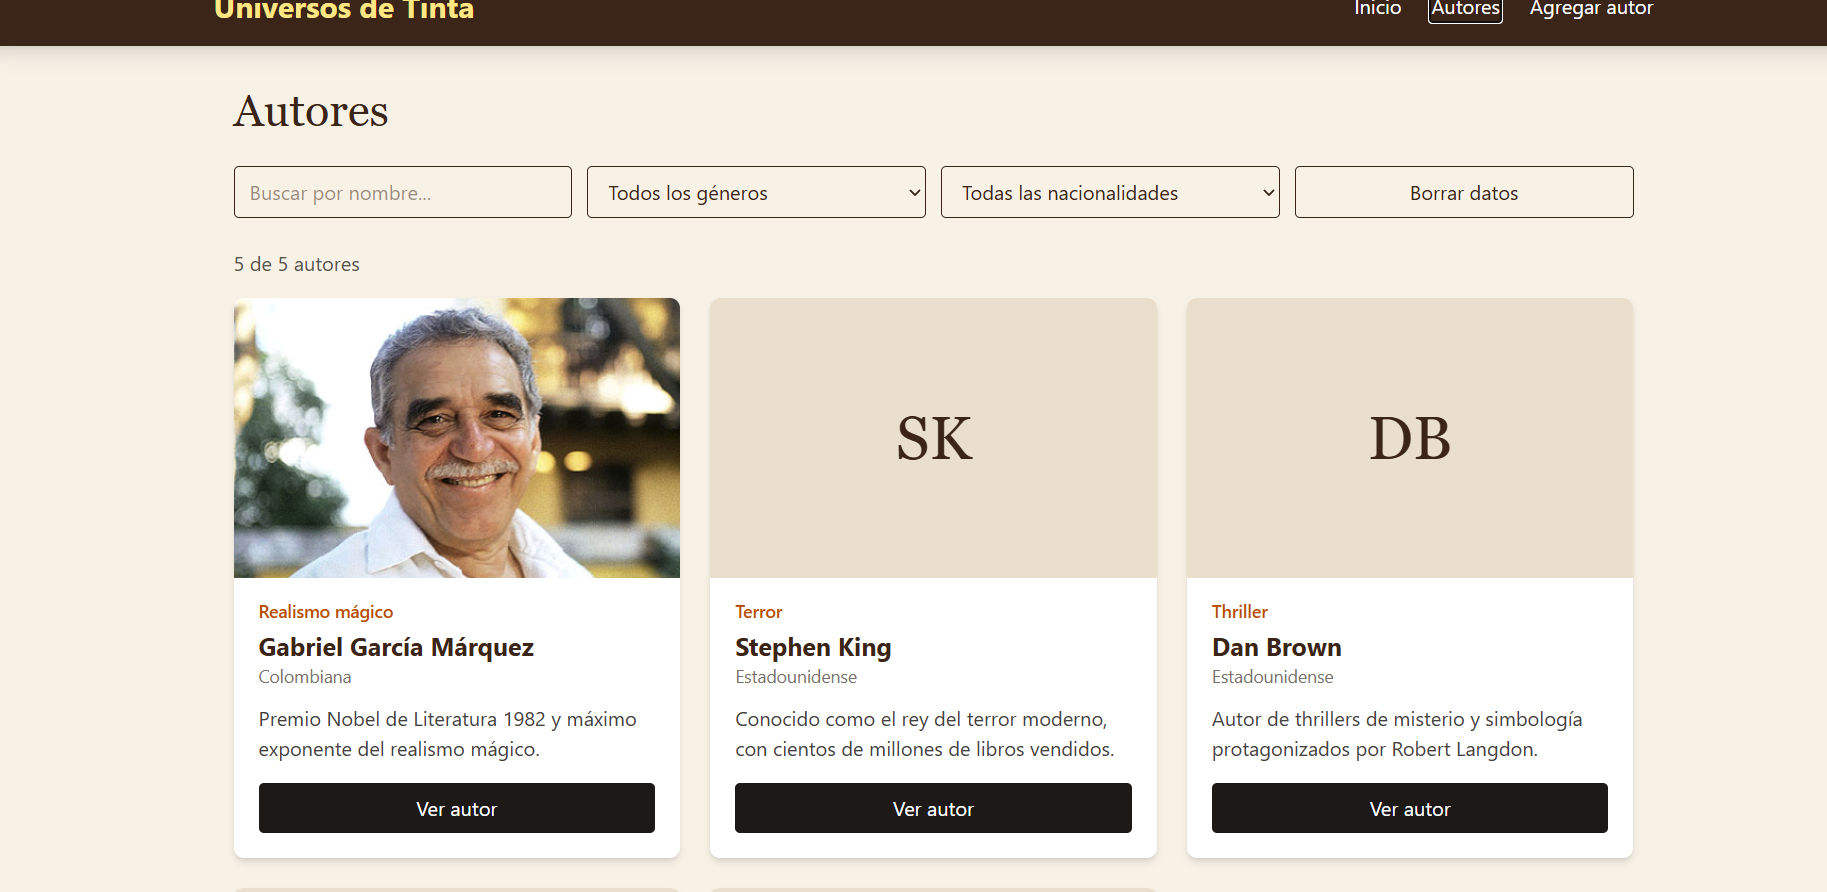 Universos de Tinta
Inicio Autores Agregar autor
Autores
Buscar por nombre...
Todos los géneros
Todas las nacionalidades
Borrar datos
5 de 5 autores
SK
DB
Realismo mágico
Gabriel García Márquez
Colombiana
Premio Nobel de Literatura 1982 y máximo
exponente del realismo mágico.
Ver autor
Terror
Stephen King
Estadounidense
Conocido como el rey del terror moderno,
con cientos de millones de libros vendidos.
Ver autor
Thriller
Dan Brown
Estadounidense
Autor de thrillers de misterio y simbología
protagonizados por Robert Langdon.
Ver autor